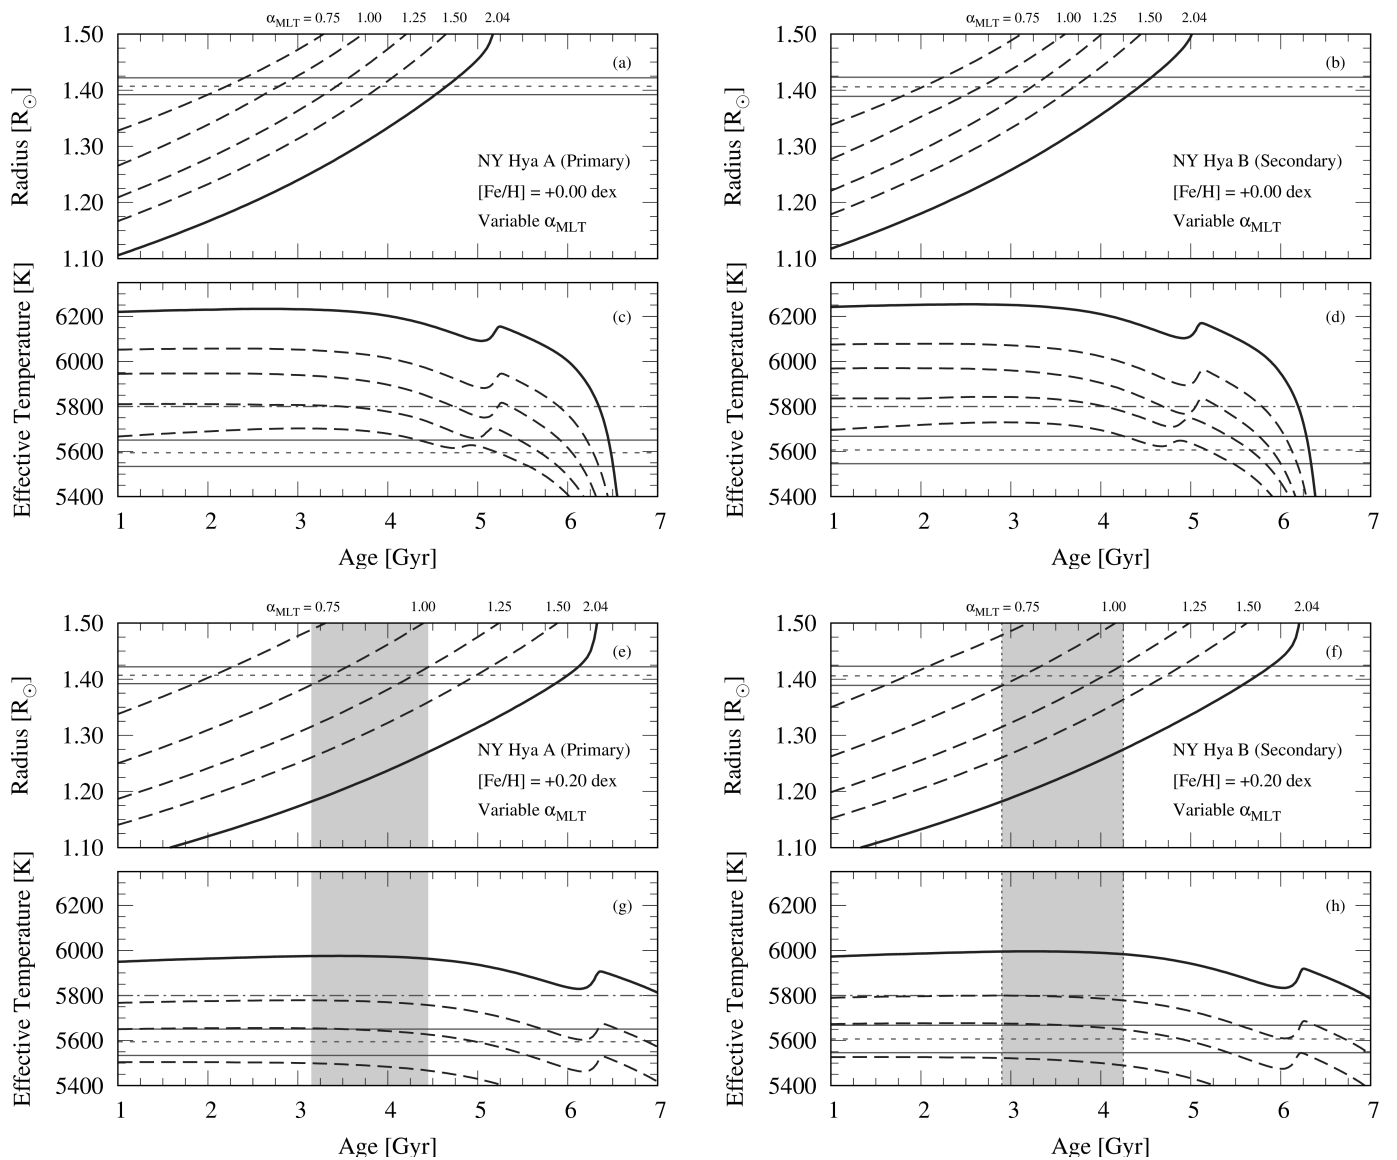 α_MLT = 0.75 1.00 1.25 1.50 2.04
1.50
1.40
1.30
1.20
1.10
Radius [R☉]
(a)
NY Hya A (Primary)
[Fe/H] = +0.00 dex
Variable α_MLT
6200
6000
5800
5600
5400
Effective Temperature [K]
(c)
1 2 3 4 5 6 7
Age [Gyr]
α_MLT = 0.75 1.00 1.25 1.50 2.04
1.50
1.40
1.30
1.20
1.10
Radius [R☉]
(b)
NY Hya B (Secondary)
[Fe/H] = +0.00 dex
Variable α_MLT
6200
6000
5800
5600
5400
Effective Temperature [K]
(d)
1 2 3 4 5 6 7
Age [Gyr]
α_MLT = 0.75 1.00 1.25 1.50 2.04
1.50
1.40
1.30
1.20
1.10
Radius [R☉]
(e)
NY Hya A (Primary)
[Fe/H] = +0.20 dex
Variable α_MLT
6200
6000
5800
5600
5400
Effective Temperature [K]
(g)
1 2 3 4 5 6 7
Age [Gyr]
α_MLT = 0.75 1.00 1.25 1.50 2.04
1.50
1.40
1.30
1.20
1.10
Radius [R☉]
(f)
NY Hya B (Secondary)
[Fe/H] = +0.20 dex
Variable α_MLT
6200
6000
5800
5600
5400
Effective Temperature [K]
(h)
1 2 3 4 5 6 7
Age [Gyr]